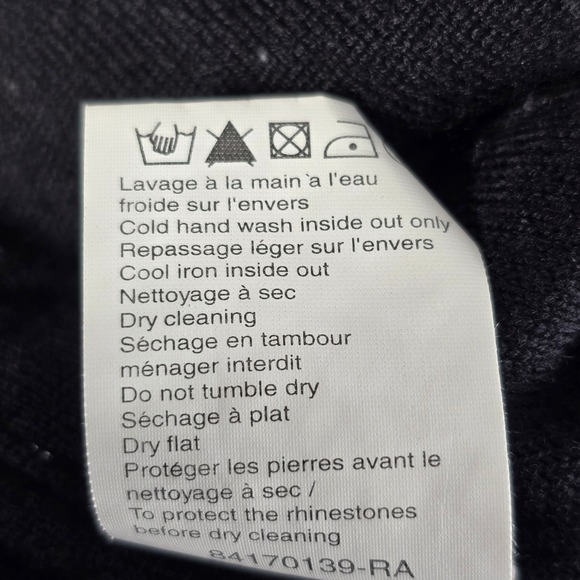 Lavage à la main `a l'eau
froide sur l'envers
Cold hand wash inside out only
Repassage léger sur l'envers
Cool iron inside out
Nettoyage à sec
Dry cleaning
Séchage en tambour
ménager interdit
Do not tumble dry
Séchage à plat
Dry flat
Protéger les pierres avant le
nettoyage à sec /
To protect the rhinestones
before dry cleaning
84170139-RA